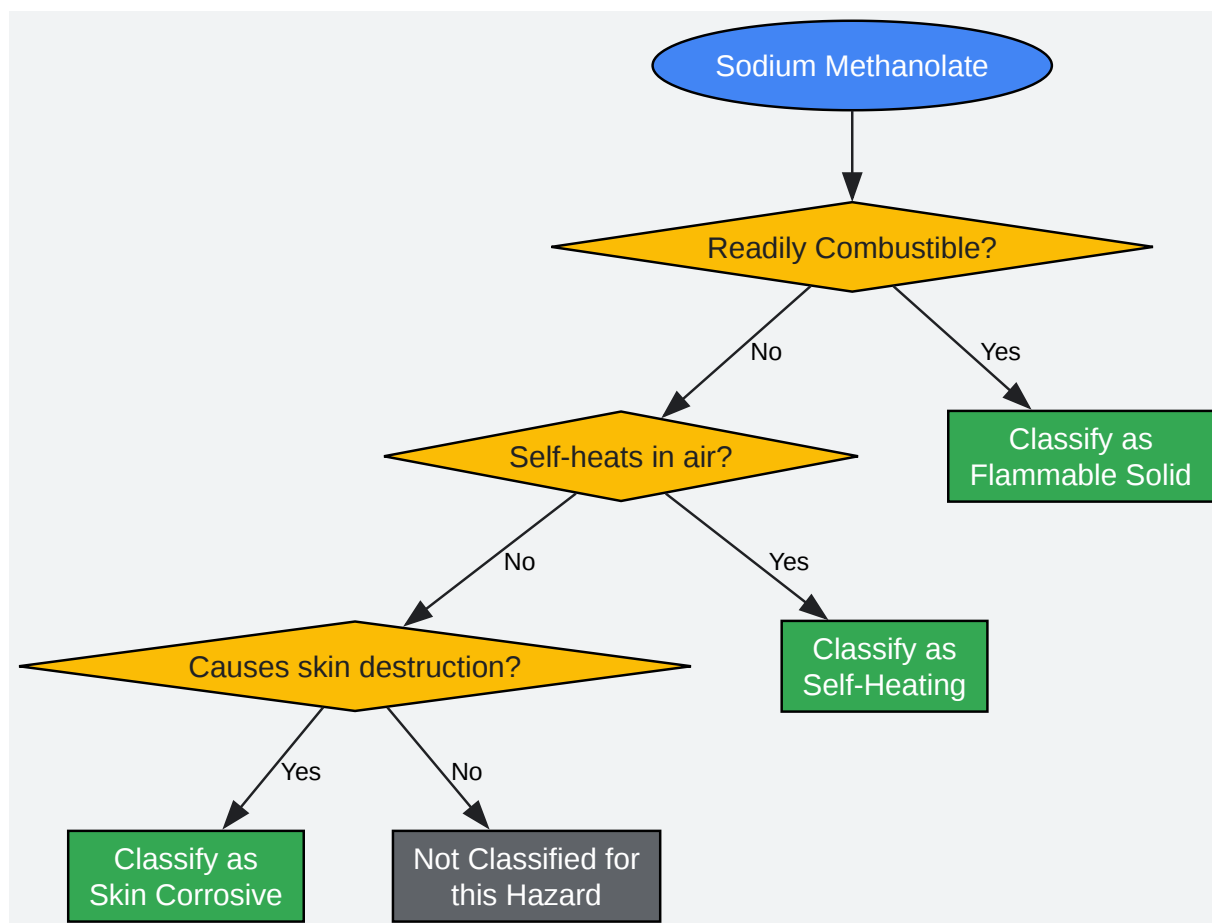 Sodium Methanolate
Readily Combustible?
No
Yes
Self-heats in air?
Classify as
Flammable Solid
No
Yes
Causes skin destruction?
Classify as
Self-Heating
Yes
No
Classify as
Skin Corrosive
Not Classified for
this Hazard